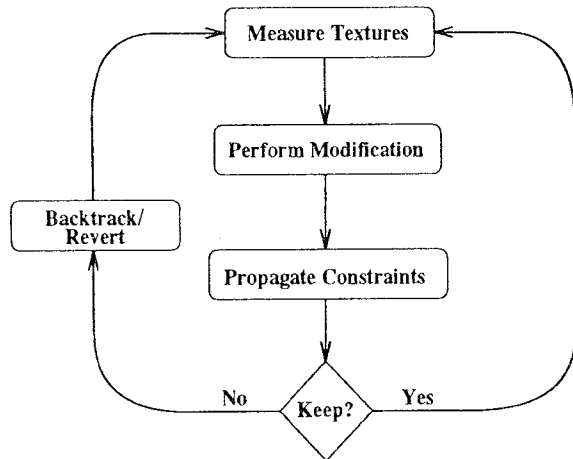 Measure Textures
Perform Modification
Backtrack/
Revert
Propagate Constraints
No
Keep?
Yes